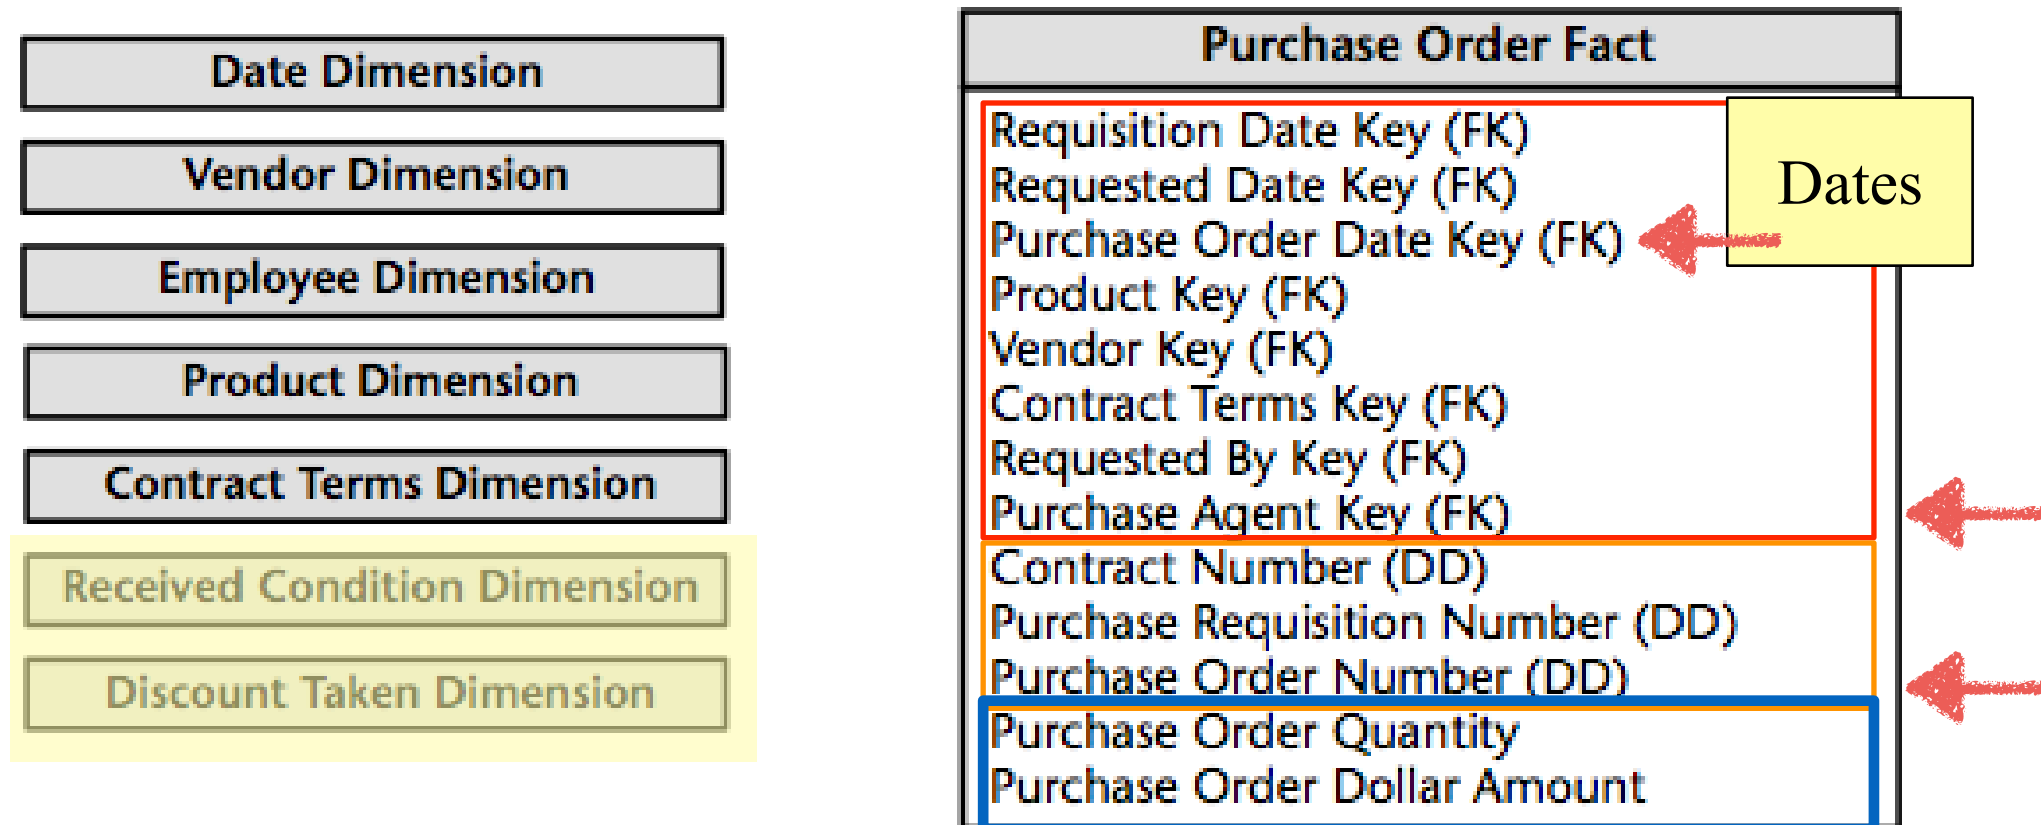 Date Dimension
Vendor Dimension
Employee Dimension
Product Dimension
Contract Terms Dimension
Received Condition Dimension
Discount Taken Dimension
Purchase Order Fact
Requisition Date Key (FK)
Requested Date Key (FK)
Purchase Order Date Key (FK)
Product Key (FK)
Vendor Key (FK)
Contract Terms Key (FK)
Requested By Key (FK)
Purchase Agent Key (FK)
Contract Number (DD)
Purchase Requisition Number (DD)
Purchase Order Number (DD)
Purchase Order Quantity
Purchase Order Dollar Amount
Dates